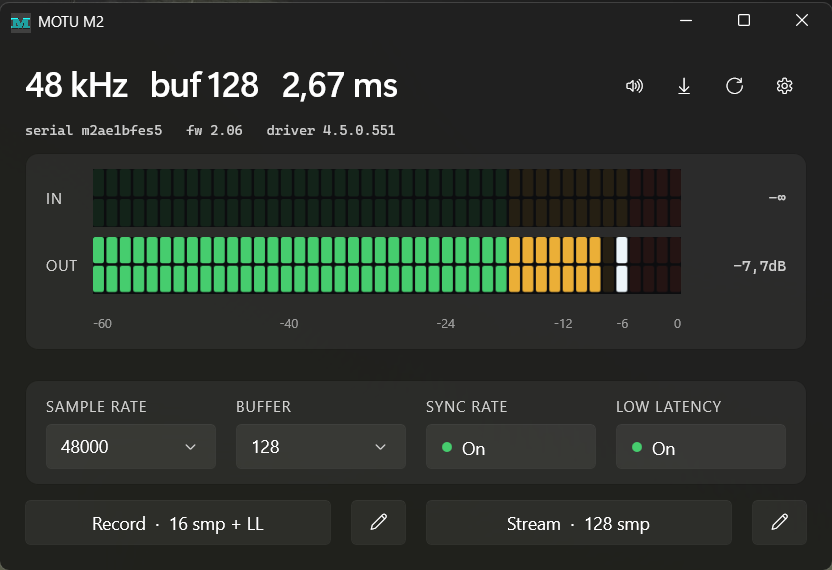 MOTU M2
48 kHz buf 128 2,67 ms
serial m2ae1bfes5 fw 2.06 driver 4.5.0.551
IN -∞
OUT -7,7dB
-60 -40 -24 -12 -6 0
SAMPLE RATE BUFFER SYNC RATE LOW LATENCY
48000 128 On On
Record · 16 smp + LL Stream · 128 smp